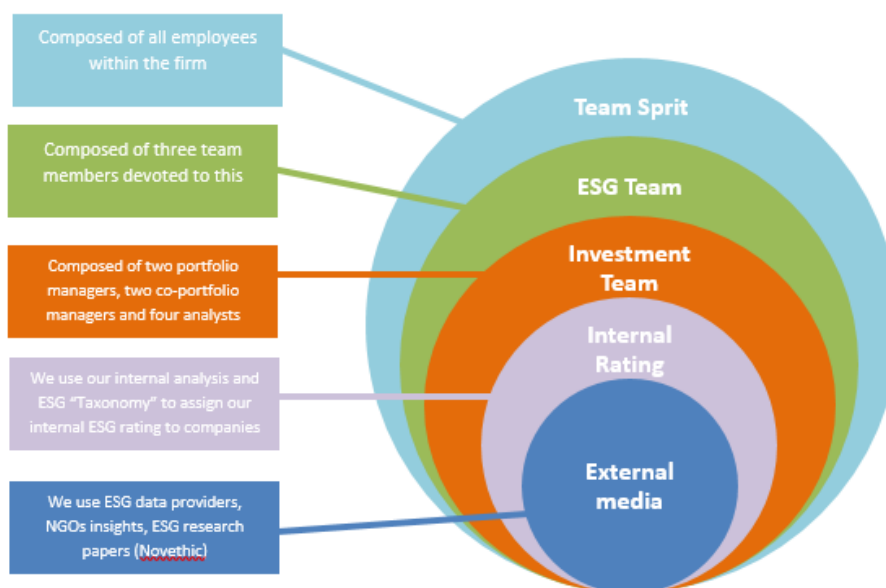 Composed of all employees
within the firm
Team Sprit
Composed of three team
members devoted to this
ESG Team
Composed of two portfolio
managers, two co-portfolio
managers and four analysts
Investment
Team
We use our internal analysis and
ESG “Taxonomy” to assign our
internal ESG rating to companies
Internal
Rating
We use ESG data providers,
NGOs insights, ESG research
papers (Novethic)
External
media